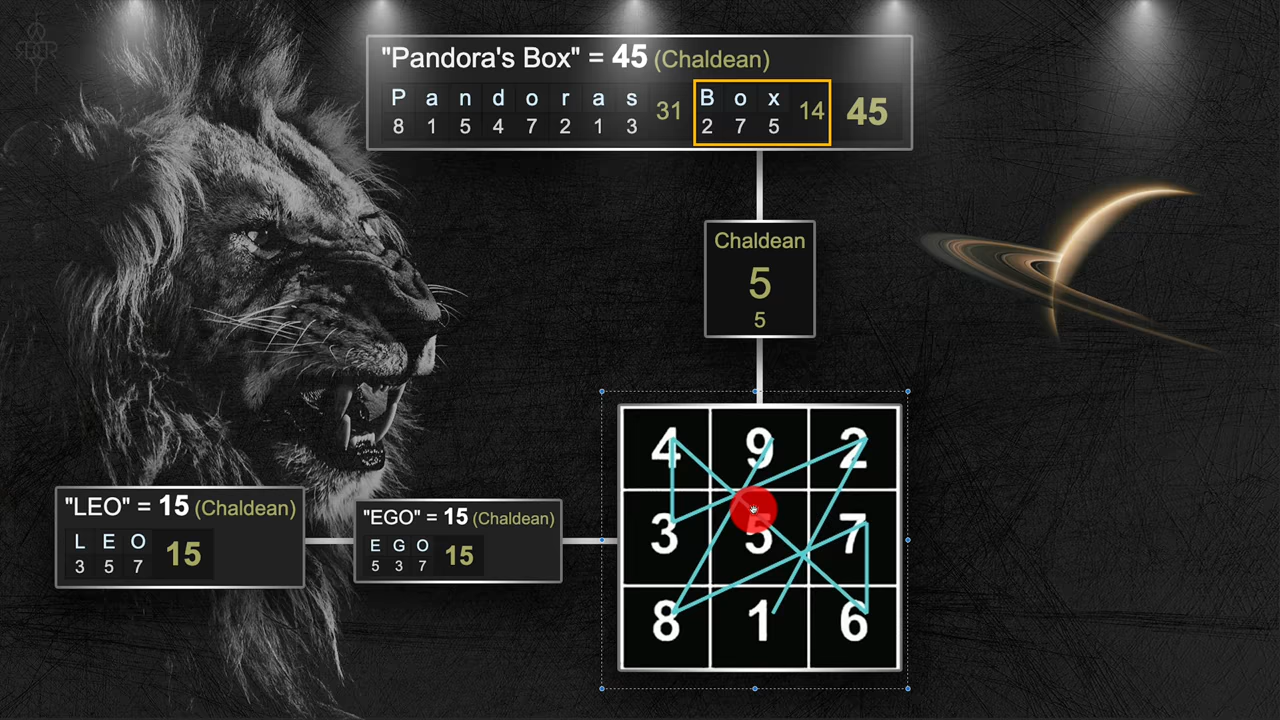 "Pandora's Box" = 45 (Chaldean)
P a n d o r a s 31 B o x 14 45
8 1 5 4 7 2 1 3 2 7 5
Chaldean
5
5
"LEO" = 15 (Chaldean)
L E O 15
3 5 7
"EGO" = 15 (Chaldean)
E G O 15
5 3 7
4 9 2
3 5 7
8 1 6